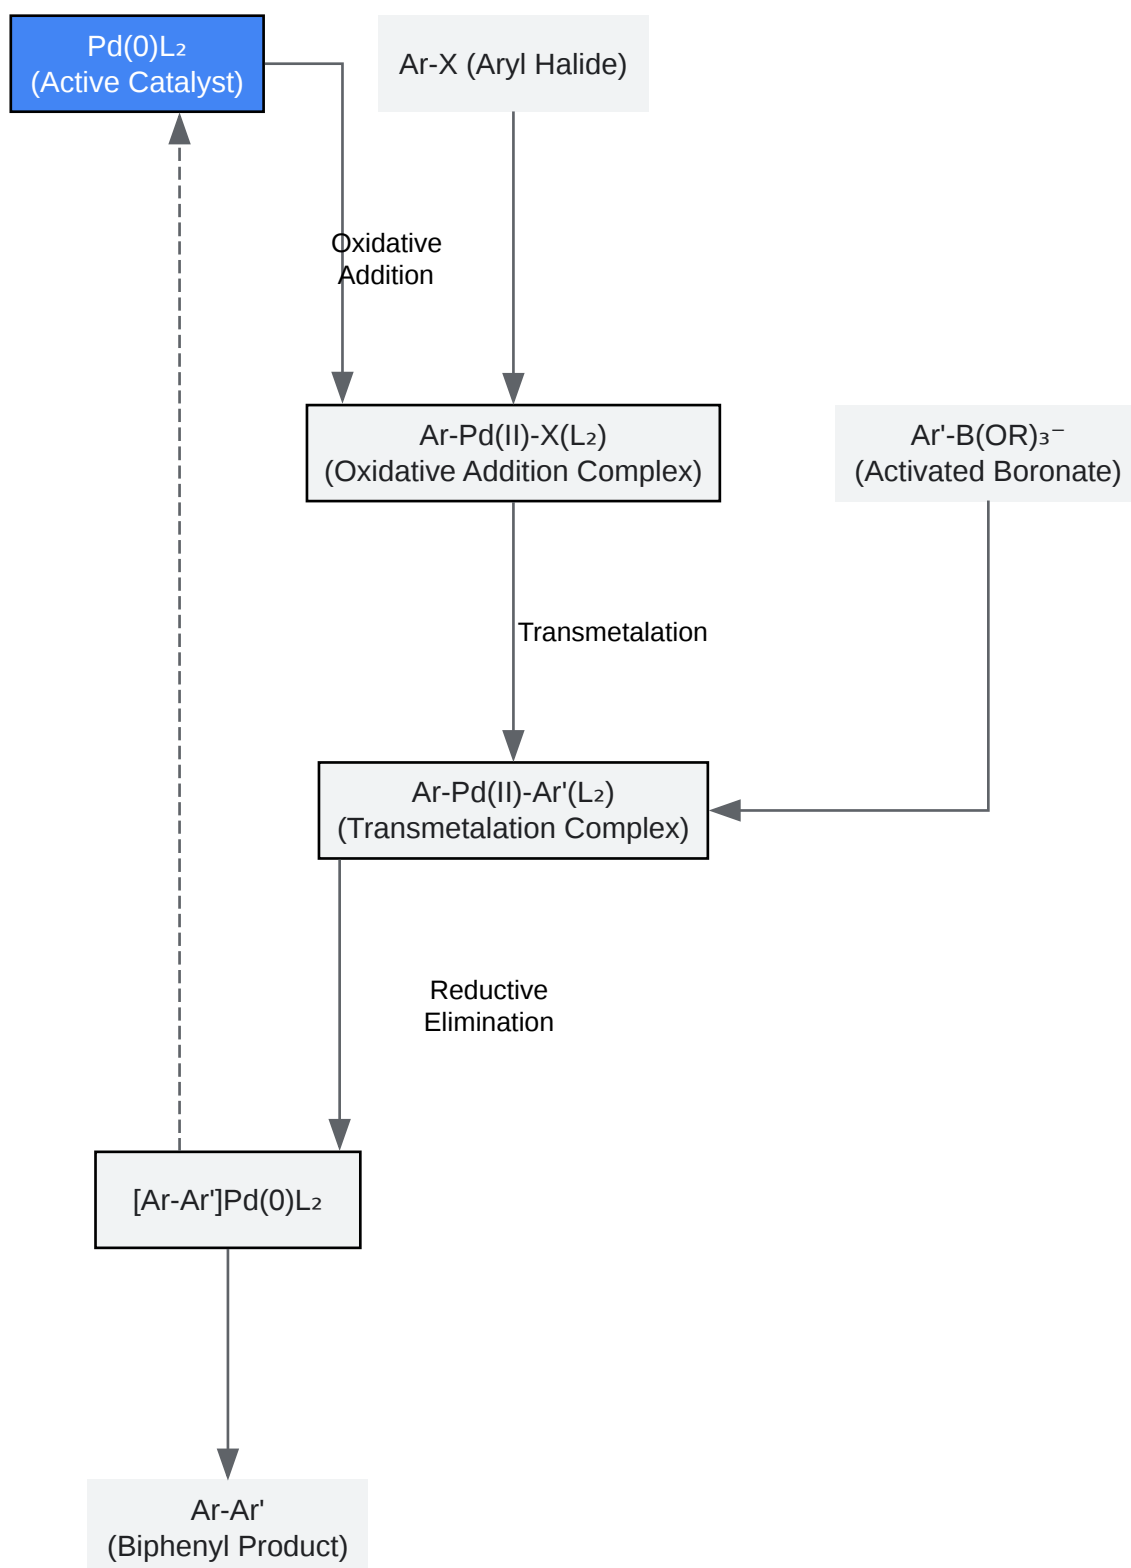 Pd(0)L₂
(Active Catalyst)
Ar-X (Aryl Halide)
Oxidative
Addition
Ar-Pd(II)-X(L₂)
(Oxidative Addition Complex)
Ar'-B(OR)₃⁻
(Activated Boronate)
Transmetalation
Ar-Pd(II)-Ar'(L₂)
(Transmetalation Complex)
Reductive
Elimination
[Ar-Ar']Pd(0)L₂
Ar-Ar'
(Biphenyl Product)